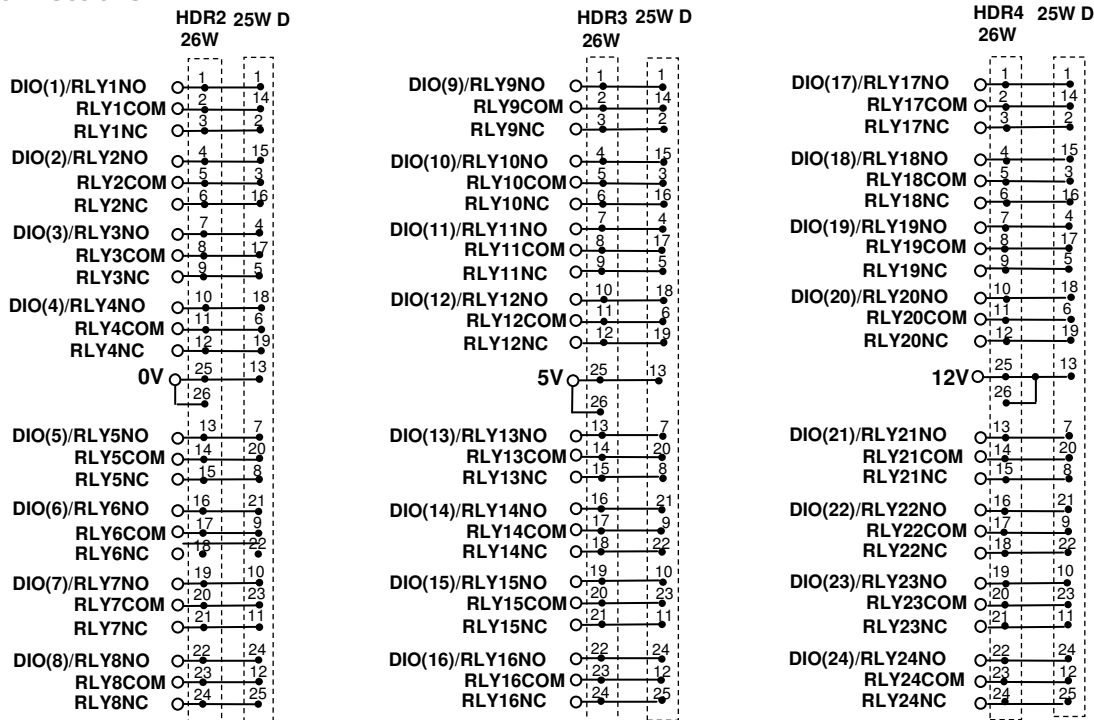 HDR2 25W D
26W
DIO(1)/RLY1NO 1 1
RLY1COM 2 14
RLY1NC 3 2
DIO(2)/RLY2NO 4 15
RLY2COM 5 3
RLY2NC 6 16
DIO(3)/RLY3NO 7 4
RLY3COM 8 17
RLY3NC 9 5
DIO(4)/RLY4NO 10 18
RLY4COM 11 6
RLY4NC 12 19
0V 25 13
26
DIO(5)/RLY5NO 13 7
RLY5COM 14 20
RLY5NC 15 8
DIO(6)/RLY6NO 16 21
RLY6COM 17 9
RLY6NC 18 22
DIO(7)/RLY7NO 19 10
RLY7COM 20 23
RLY7NC 21 11
DIO(8)/RLY8NO 22 24
RLY8COM 23 12
RLY8NC 24 25
HDR3 25W D
26W
DIO(9)/RLY9NO 1 1
RLY9COM 2 14
RLY9NC 3 2
DIO(10)/RLY10NO 4 15
RLY10COM 5 3
RLY10NC 6 16
DIO(11)/RLY11NO 7 4
RLY11COM 8 17
RLY11NC 9 5
DIO(12)/RLY12NO 10 18
RLY12COM 11 6
RLY12NC 12 19
5V 25 13
26
DIO(13)/RLY13NO 13 7
RLY13COM 14 20
RLY13NC 15 8
DIO(14)/RLY14NO 16 21
RLY14COM 17 9
RLY14NC 18 22
DIO(15)/RLY15NO 19 10
RLY15COM 20 23
RLY15NC 21 11
DIO(16)/RLY16NO 22 24
RLY16COM 23 12
RLY16NC 24 25
HDR4 25W D
26W
DIO(17)/RLY17NO 1 1
RLY17COM 2 14
RLY17NC 3 2
DIO(18)/RLY18NO 4 15
RLY18COM 5 3
RLY18NC 6 16
DIO(19)/RLY19NO 7 4
RLY19COM 8 17
RLY19NC 9 5
DIO(20)/RLY20NO 10 18
RLY20COM 11 6
RLY20NC 12 19
12V 25 13
26
DIO(21)/RLY21NO 13 7
RLY21COM 14 20
RLY21NC 15 8
DIO(22)/RLY22NO 16 21
RLY22COM 17 9
RLY22NC 18 22
DIO(23)/RLY23NO 19 10
RLY23COM 20 23
RLY23NC 21 11
DIO(24)/RLY24NO 22 24
RLY24COM 23 12
RLY24NC 24 25